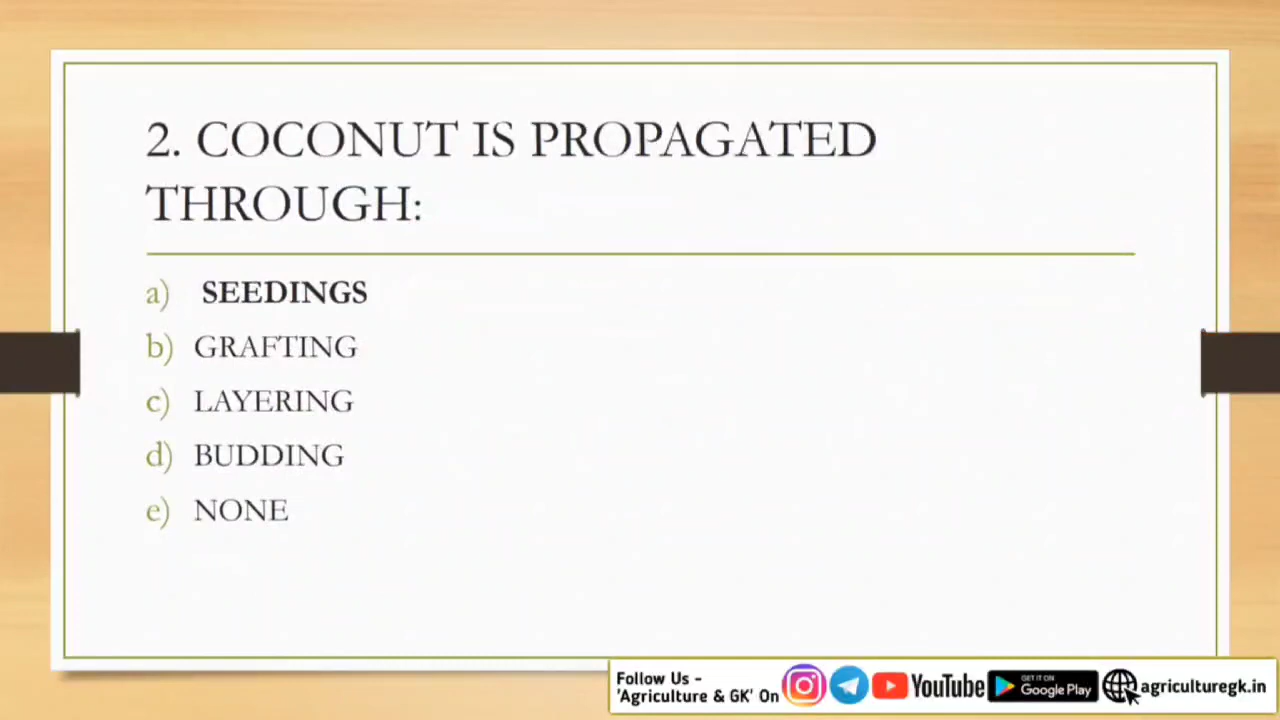 2. COCONUT IS PROPAGATED
THROUGH:
a) SEEDINGS
b) GRAFTING
c) LAYERING
d) BUDDING
e) NONE
Follow Us -
'Agriculture & GK' On
YouTube
GET IT ON
Google Play
agriculturegk.in